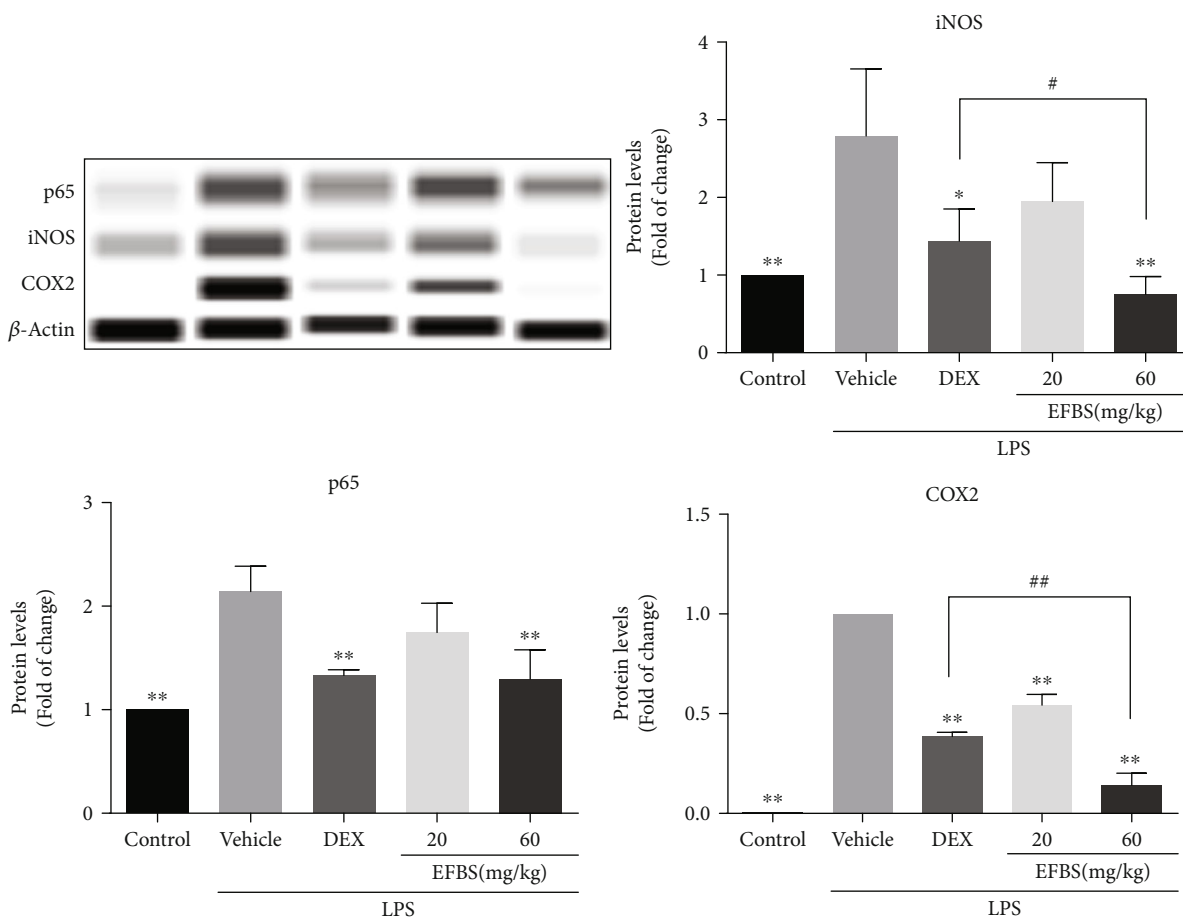 p65
iNOS
COX2
β-Actin
iNOS
Protein levels
(Fold of change)
4
3
2
1
0
**
*
**
#
Control Vehicle DEX 20 60
EFBS(mg/kg)
LPS
p65
Protein levels
(Fold of change)
3
2
1
0
**
**
**
Control Vehicle DEX 20 60
EFBS(mg/kg)
LPS
COX2
Protein levels
(Fold of change)
1.5
1.0
0.5
0.0
**
**
**
**
##
Control Vehicle DEX 20 60
EFBS(mg/kg)
LPS